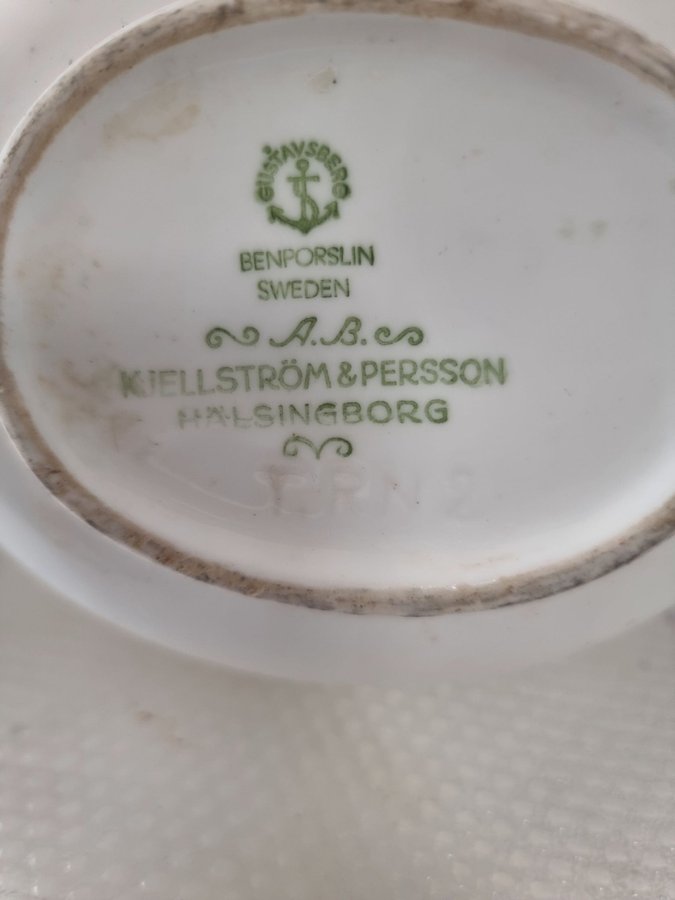 GUSTAVSBERG
BENPORSLIN
SWEDEN
A.B.
KJELLSTRÖM & PERSSON
HÄLSINGBORG